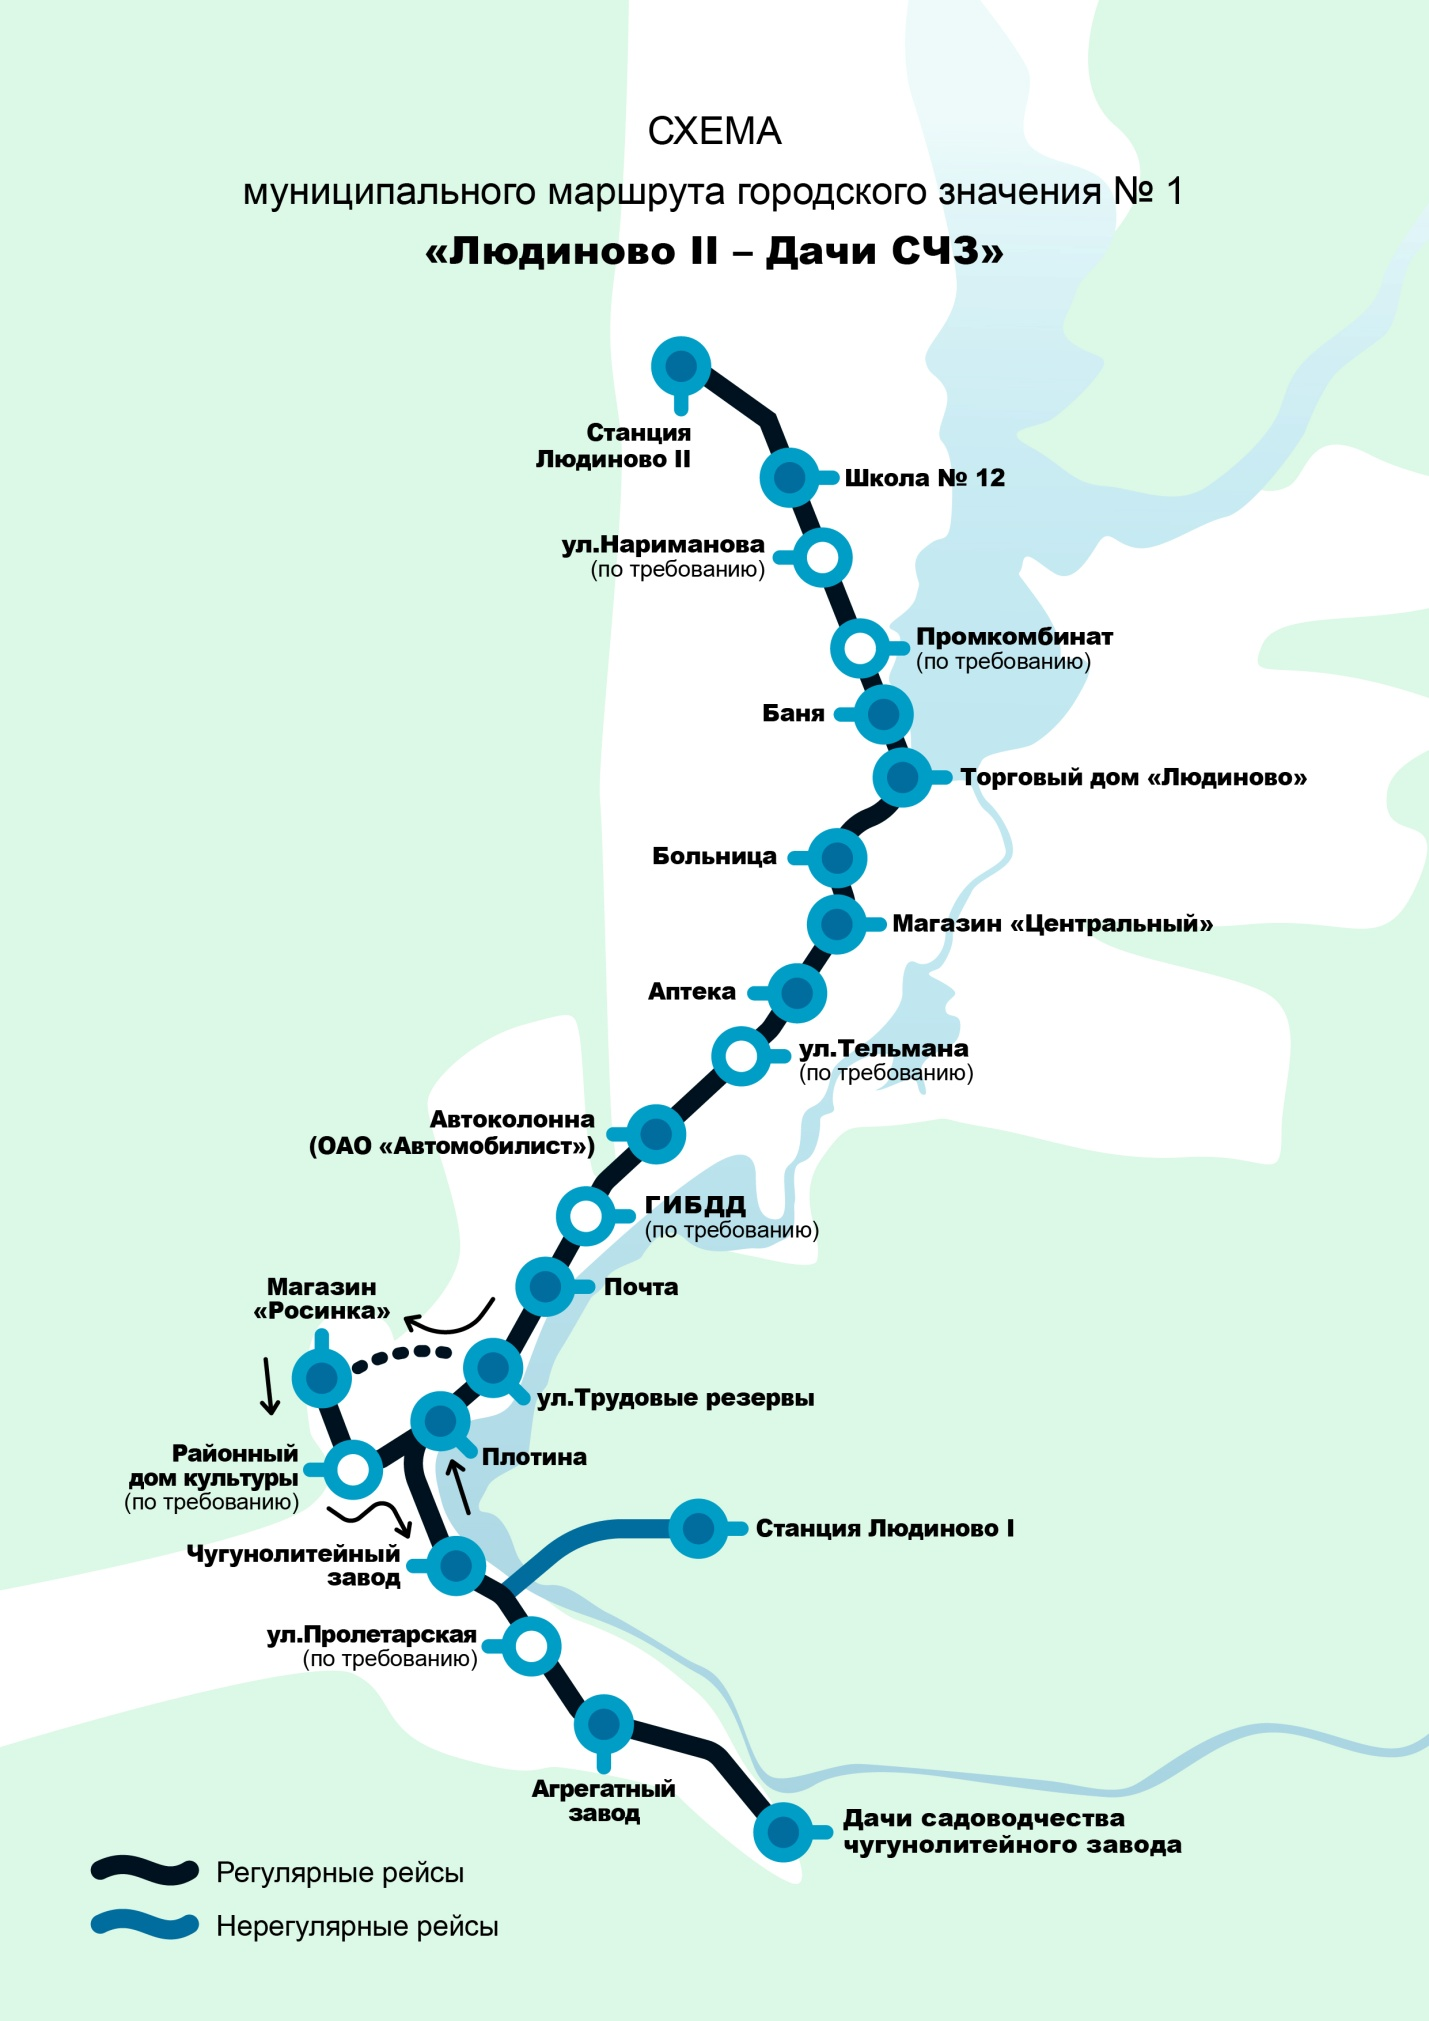 СХЕМА
муниципального маршрута городского значения № 1
«Людиново II – Дачи СЧЗ»
Станция
Людиново II
Школа № 12
ул.Нариманова
(по требованию)
Промкомбинат
(по требованию)
Баня
Торговый дом «Людиново»
Больница
Магазин «Центральный»
Аптека
ул.Тельмана
(по требованию)
Автоколонна
(ОАО «Автомобилист»)
ГИБДД
(по требованию)
Почта
Магазин
«Росинка»
ул.Трудовые резервы
Районный
дом культуры
(по требованию)
Плотина
Станция Людиново I
Чугунолитейный
завод
ул.Пролетарская
(по требованию)
Агрегатный
завод
Дачи садоводчества
чугунолитейного завода
Регулярные рейсы
Нерегулярные рейсы